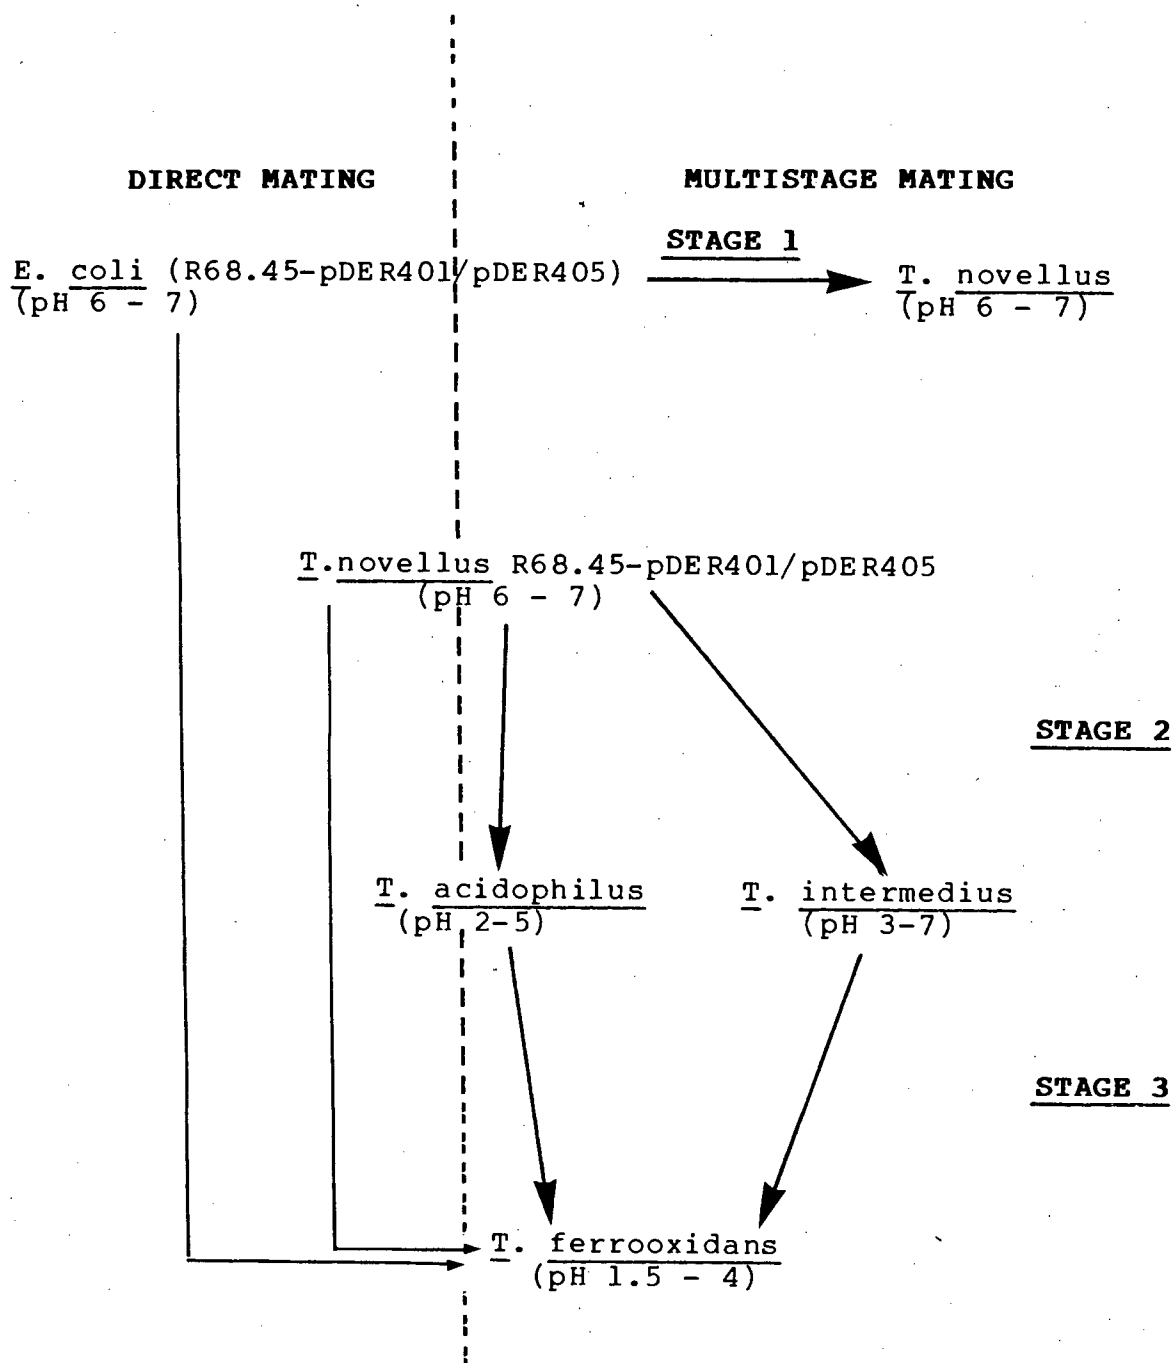 DIRECT MATING
MULTISTAGE MATING
STAGE 1
E. coli (R68.45-pDER401/pDER405)
(pH 6 - 7)
T. novellus
(pH 6 - 7)
T.novellus R68.45-pDER401/pDER405
(pH 6 - 7)
STAGE 2
T. acidophilus
(pH 2-5)
T. intermedius
(pH 3-7)
STAGE 3
T. ferrooxidans
(pH 1.5 - 4)